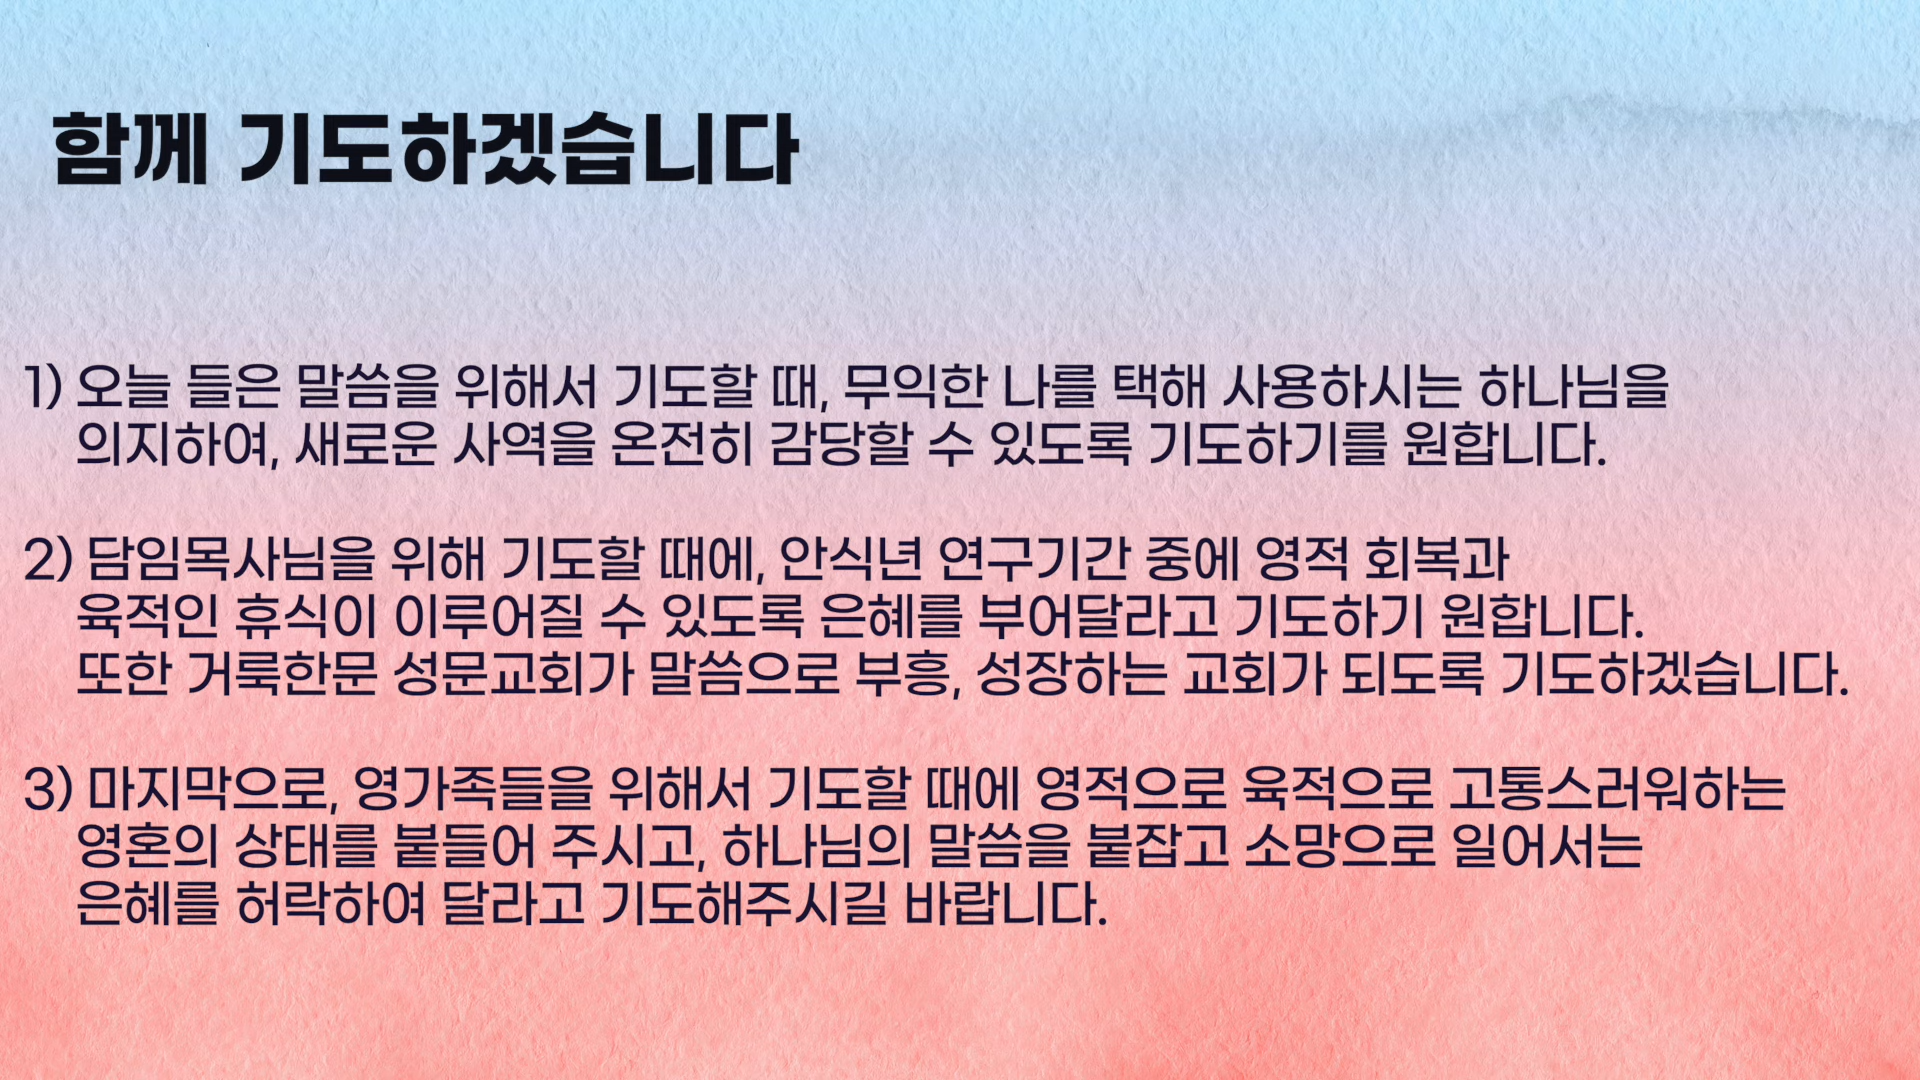 함께 기도하겠습니다
1) 오늘 들은 말씀을 위해서 기도할 때, 무익한 나를 택해 사용하시는 하나님을
의지하여, 새로운 사역을 온전히 감당할 수 있도록 기도하기를 원합니다.
2) 담임목사님을 위해 기도할 때에, 안식년 연구기간 중에 영적 회복과
육적인 휴식이 이루어질 수 있도록 은혜를 부어달라고 기도하기 원합니다.
또한 거룩한문 성문교회가 말씀으로 부흥, 성장하는 교회가 되도록 기도하겠습니다.
3) 마지막으로, 영가족들을 위해서 기도할 때에 영적으로 육적으로 고통스러워하는
영혼의 상태를 붙들어 주시고, 하나님의 말씀을 붙잡고 소망으로 일어서는
은혜를 허락하여 달라고 기도해주시길 바랍니다.